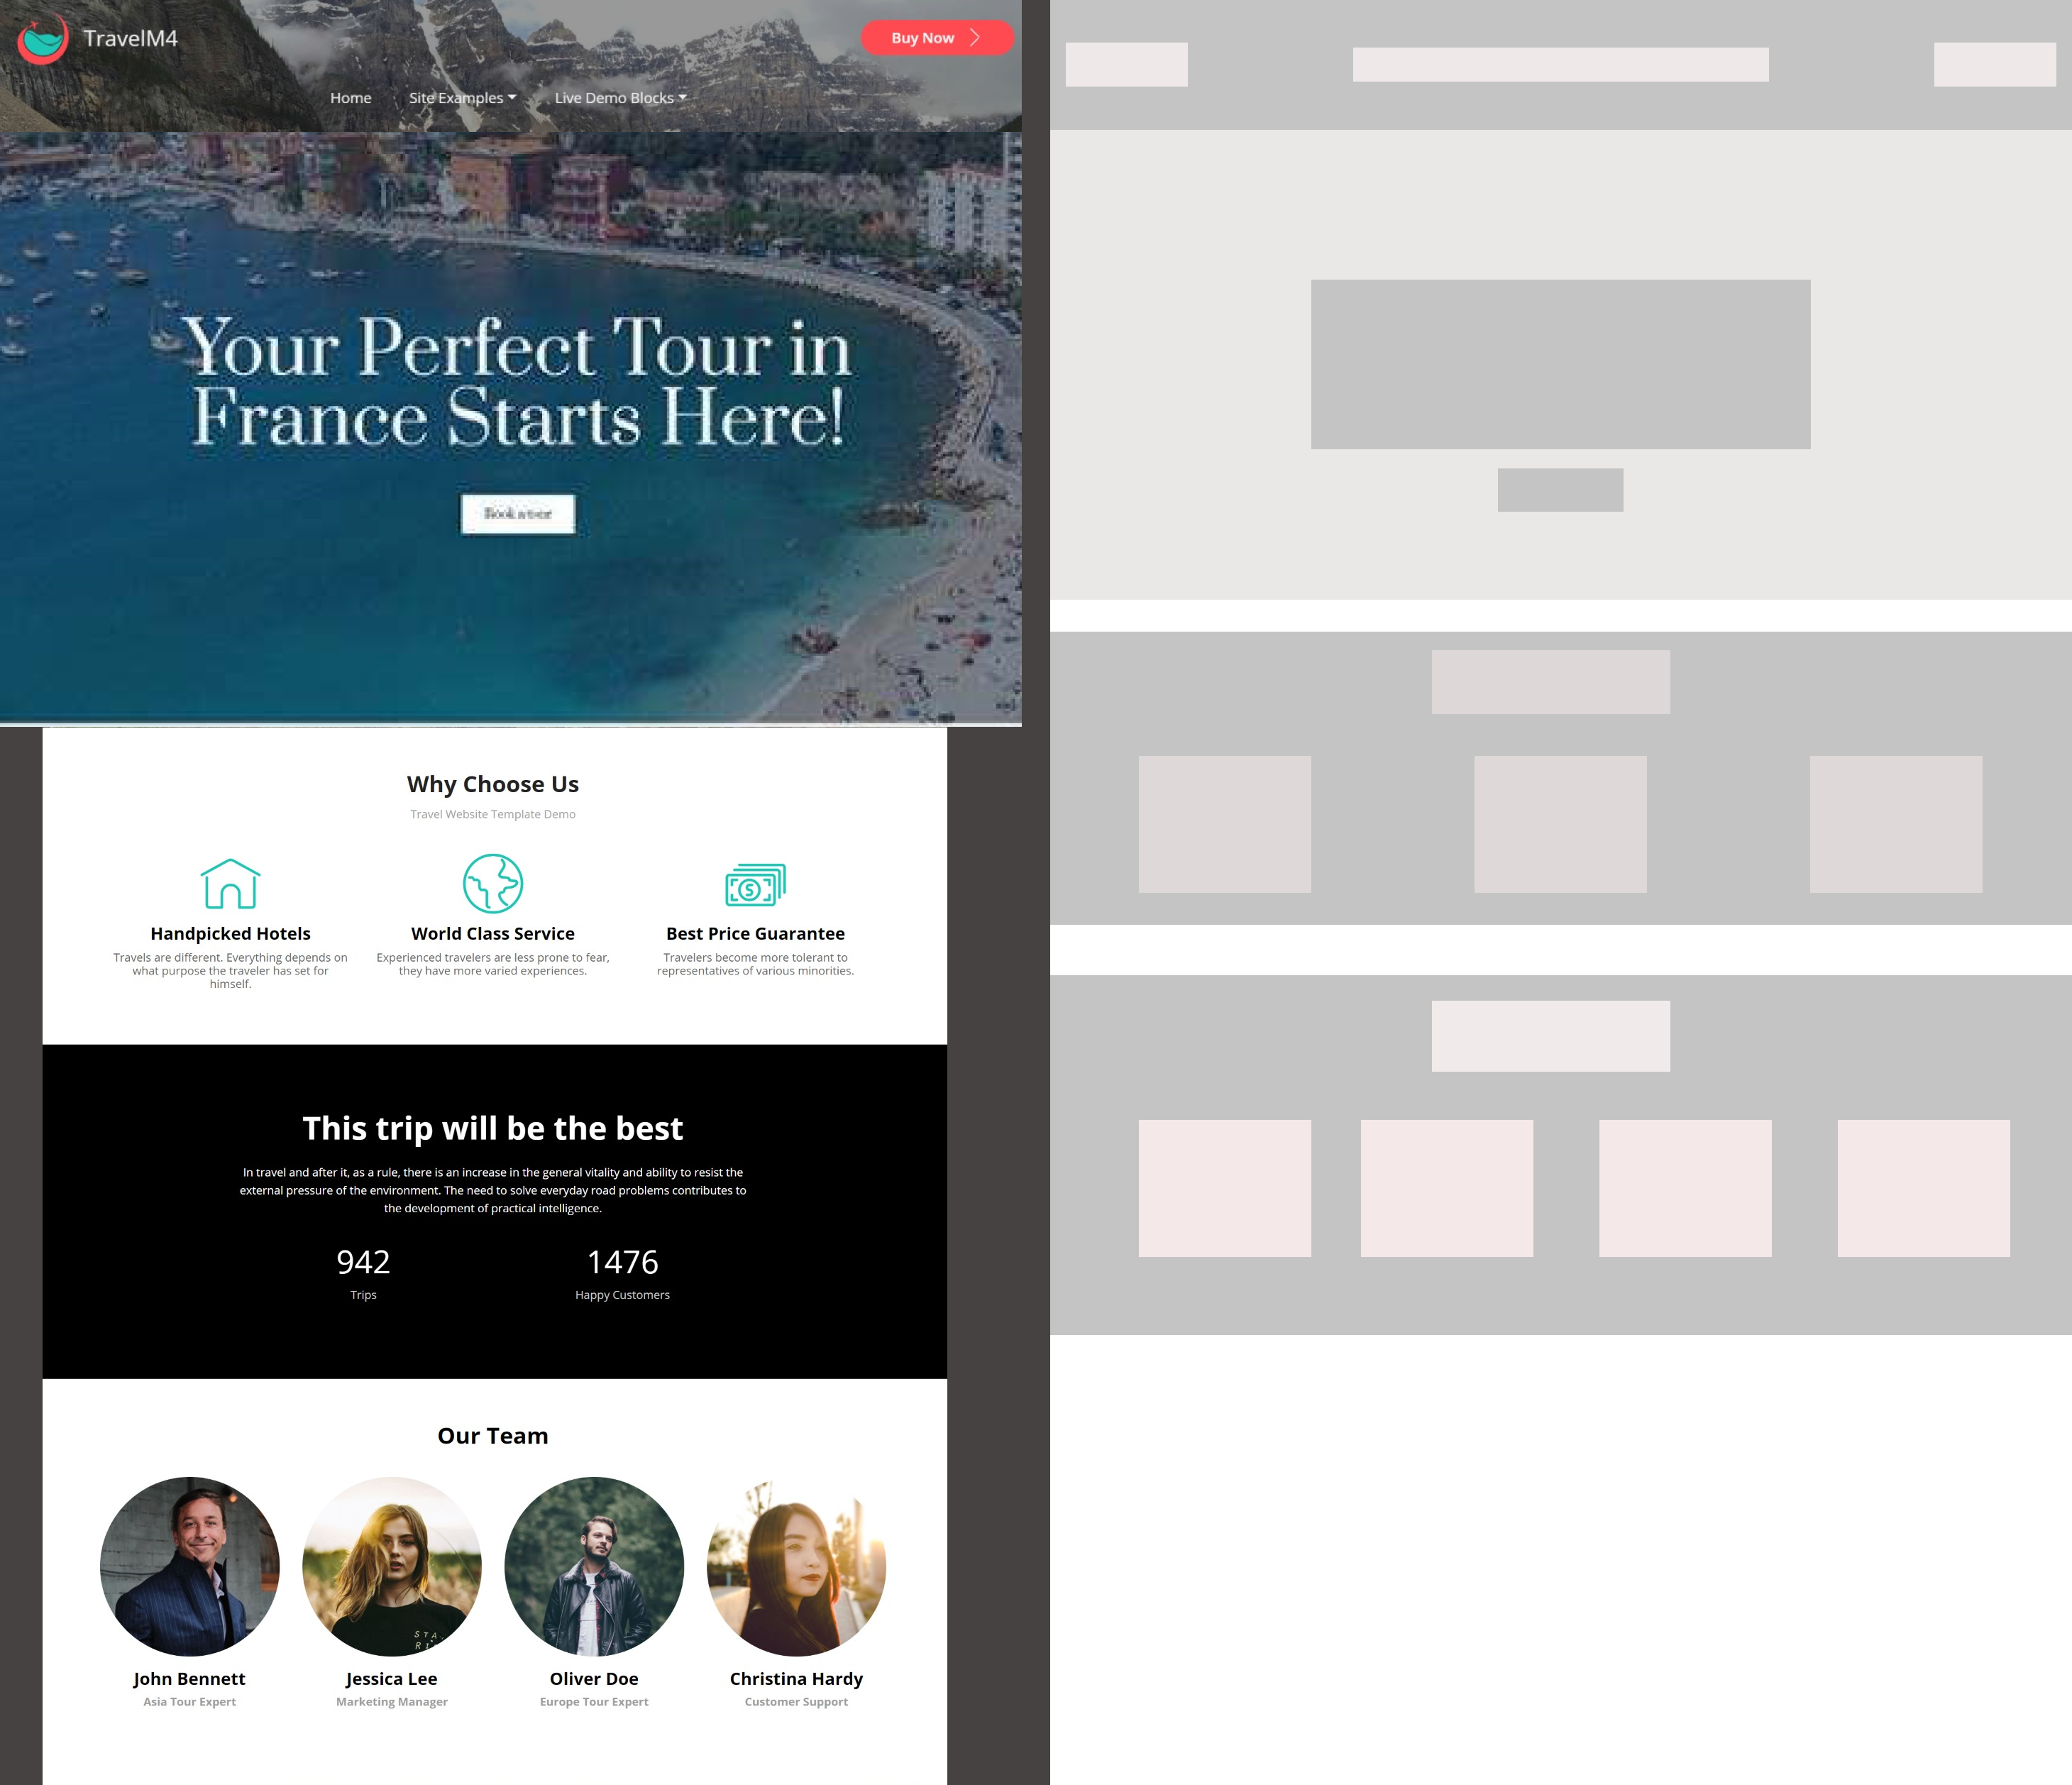 TravelM4
Buy Now
Home Site Examples Live Demo Blocks
Your Perfect Tour in
France Starts Here!
Book
Why Choose Us
Travel Website Template Demo
Handpicked Hotels
Travels are different. Everything depends on
what purpose the traveler has set for
himself.
World Class Service
Experienced travelers are less prone to fear,
they have more varied experiences.
Best Price Guarantee
Travelers become more tolerant to
representatives of various minorities.
This trip will be the best
In travel and after it, as a rule, there is an increase in the general vitality and ability to resist the
external pressure of the environment. The need to solve everyday road problems contributes to
the development of practical intelligence.
942
Trips
1476
Happy Customers
Our Team
STA
RI
John Bennett
Asia Tour Expert
Jessica Lee
Marketing Manager
Oliver Doe
Europe Tour Expert
Christina Hardy
Customer Support